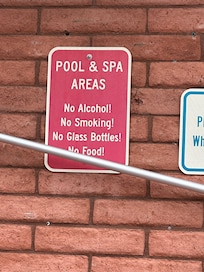 POOL & SPA
AREAS
No Alcohol!
No Smoking!
No Glass Bottles!
No Food!